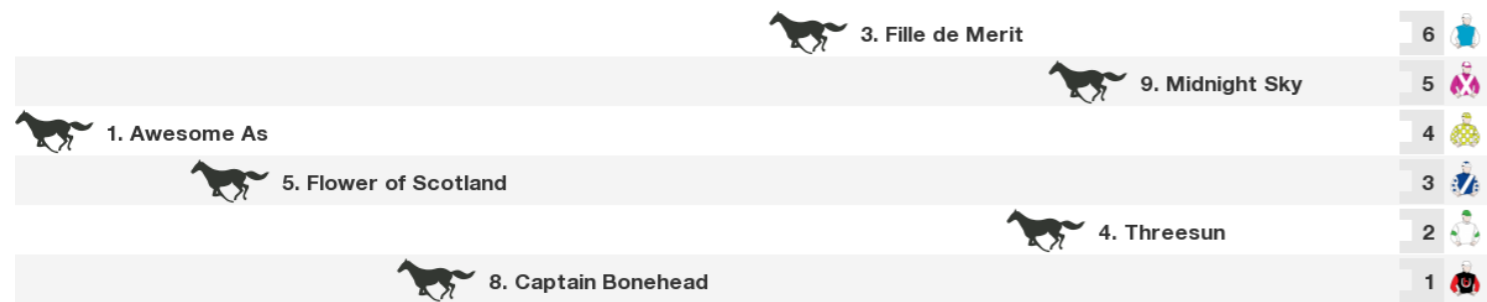 3. Fille de Merit 6
9. Midnight Sky 5
1. Awesome As 4
5. Flower of Scotland 3
4. Threesun 2
8. Captain Bonehead 1